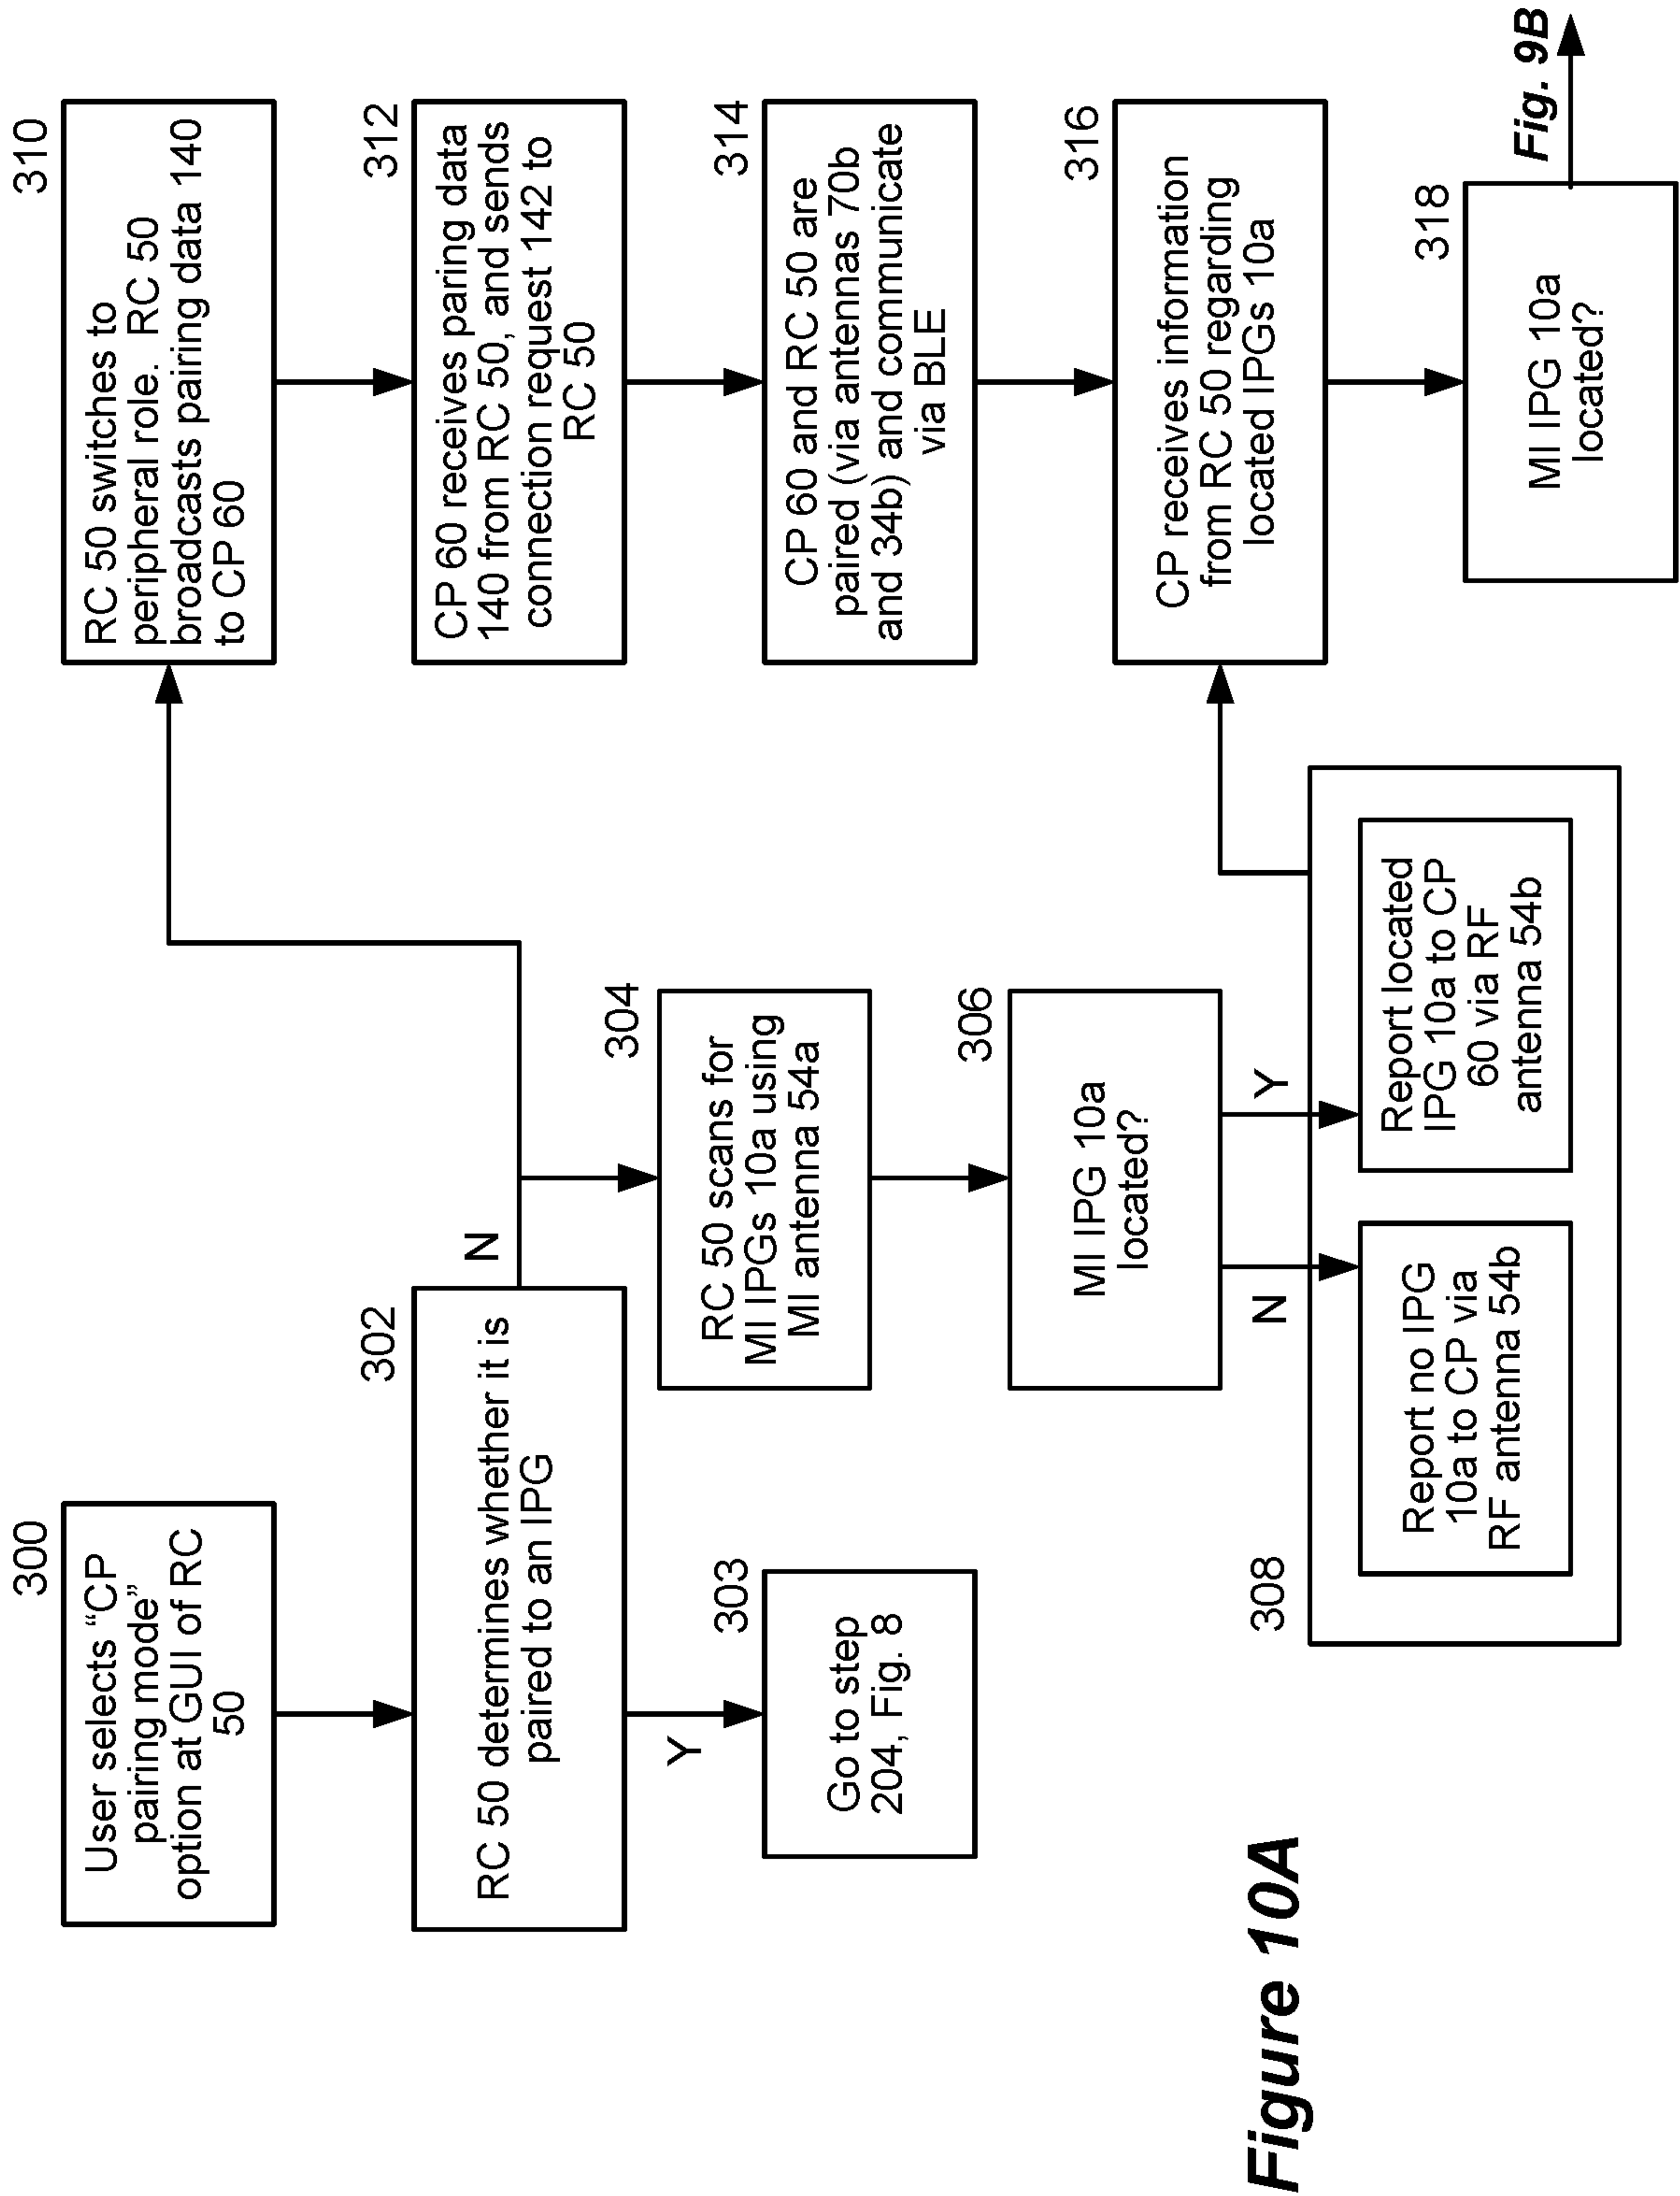 300
User selects “CP
pairing mode”
option at GUI of RC
50
302
RC 50 determines whether it is
paired to an IPG
Y
N
303
Go to step
204, Fig. 8
304
RC 50 scans for
MI IPGs 10a using
MI antenna 54a
306
MI IPG 10a
located?
N
Y
308
Report no IPG
10a to CP via
RF antenna 54b
Report located
IPG 10a to CP
60 via RF
antenna 54b
310
RC 50 switches to
peripheral role. RC 50
broadcasts pairing data 140
to CP 60
312
CP 60 receives paring data
140 from RC 50, and sends
connection request 142 to
RC 50
314
CP 60 and RC 50 are
paired (via antennas 70b
and 34b) and communicate
via BLE
316
CP receives information
from RC 50 regarding
located IPGs 10a
318
MI IPG 10a
located?
Fig. 9B
Figure 10A